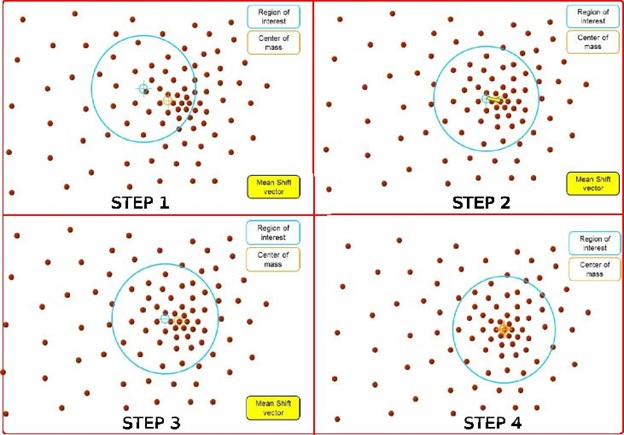 Region of
interest
Center of
mass
Mean Shift
vector
STEP 1
Region of
interest
Center of
mass
Mean Shift
vector
STEP 2
Region of
interest
Center of
mass
Mean Shift
vector
STEP 3
Region of
interest
Center of
mass
STEP 4